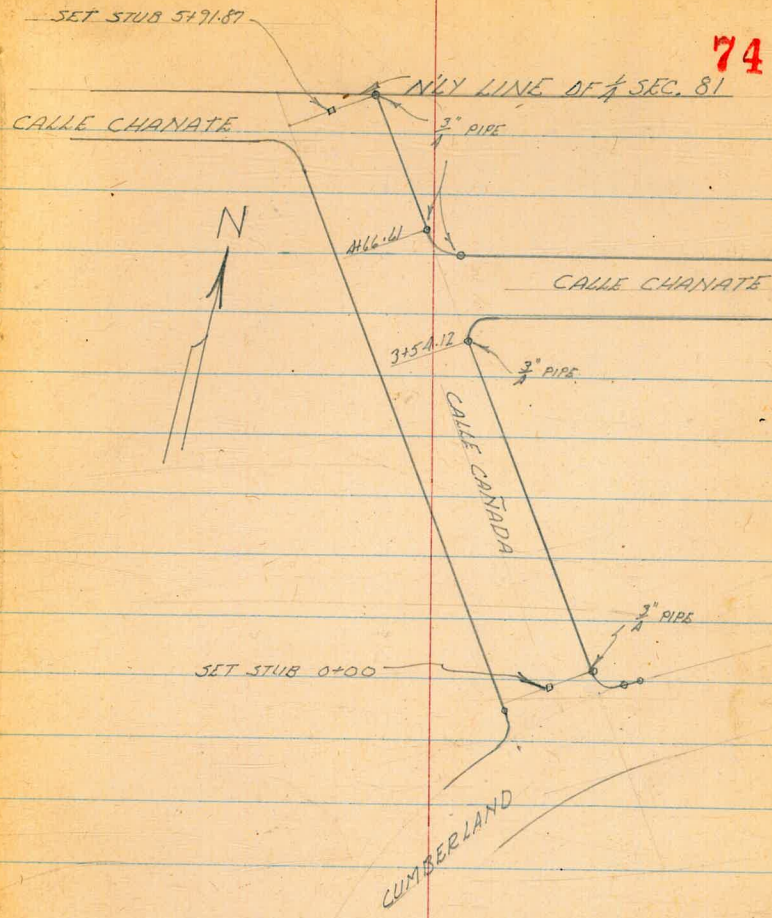 SET STUB 5+91.87
74
N'LY LINE OF 1/4 SEC. 81
CALLE CHANATE
3/4" PIPE
N
4+66.61
CALLE CHANATE
3+54.12
3/4" PIPE
CALLE CAÑADA
3/4" PIPE
SET STUB 0+00
CUMBERLAND